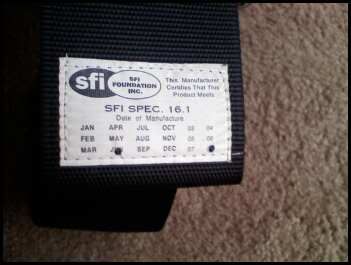 sfi
SFI
FOUNDATION
INC.
This Manufacturer
Certifies That This
Product Meets
SFI SPEC. 16.1
Date of Manufacture
JAN APR JUL OCT 03 04
FEB MAY AUG NOV 05 06
MAR SEP DEC 07